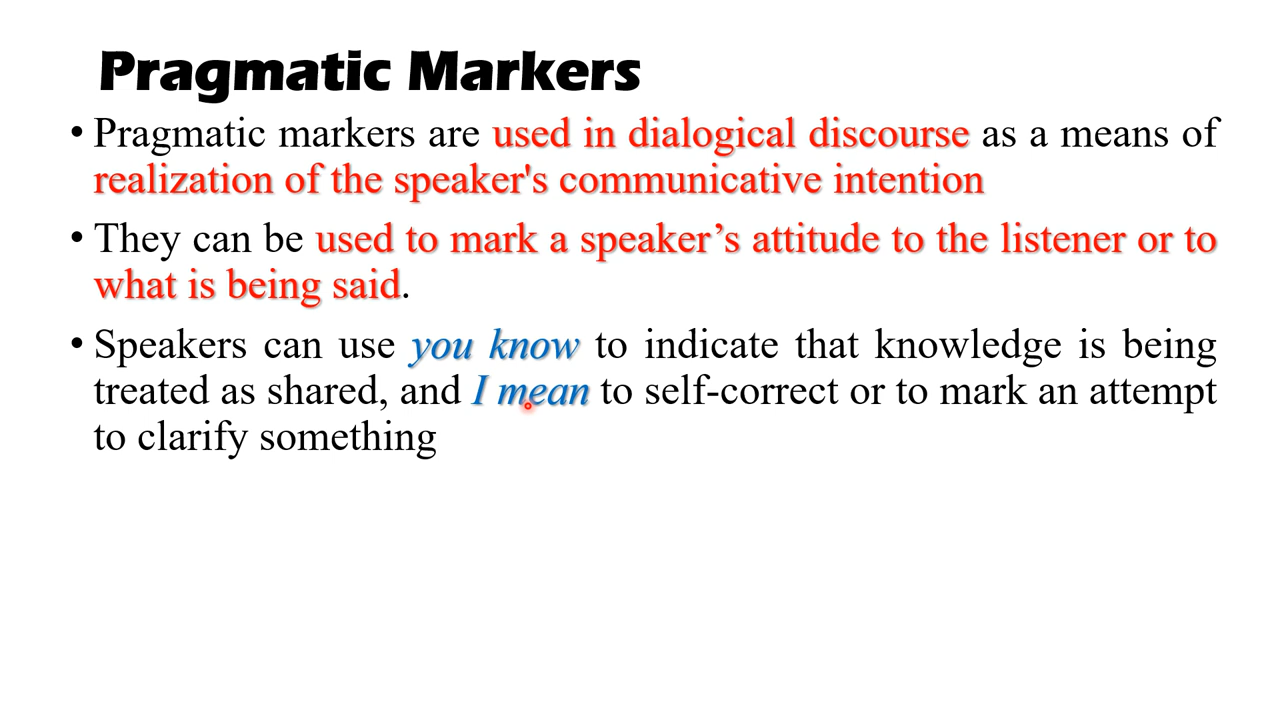 Pragmatic Markers
• Pragmatic markers are used in dialogical discourse as a means of
realization of the speaker's communicative intention
• They can be used to mark a speaker’s attitude to the listener or to
what is being said.
• Speakers can use you know to indicate that knowledge is being
treated as shared, and I mean to self-correct or to mark an attempt
to clarify something